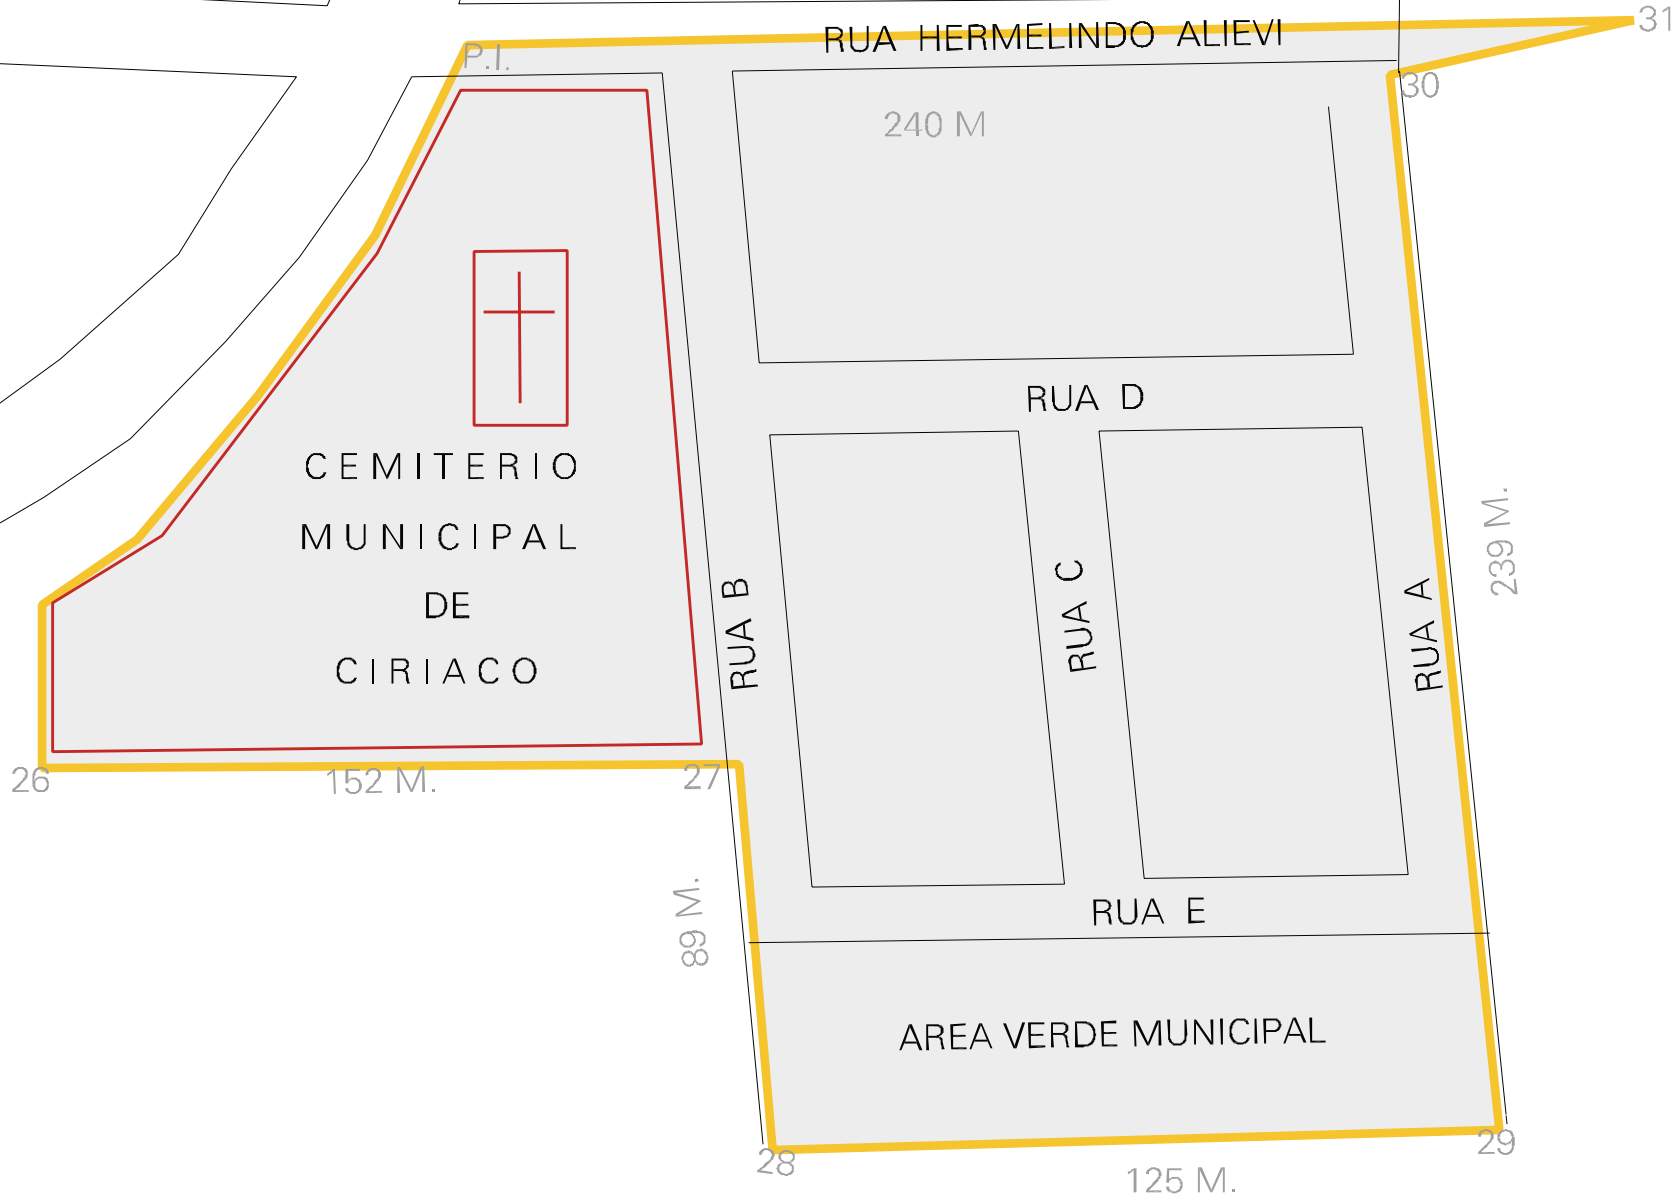 RUA HERMELINDO ALIEVI
31
P.I.
30
240 M
RUA D
CEMITERIO
MUNICIPAL
DE
CIRIACO
RUA B
RUA C
RUA A
239 M.
26
152 M.
27
89 M.
RUA E
AREA VERDE MUNICIPAL
28
29
125 M.